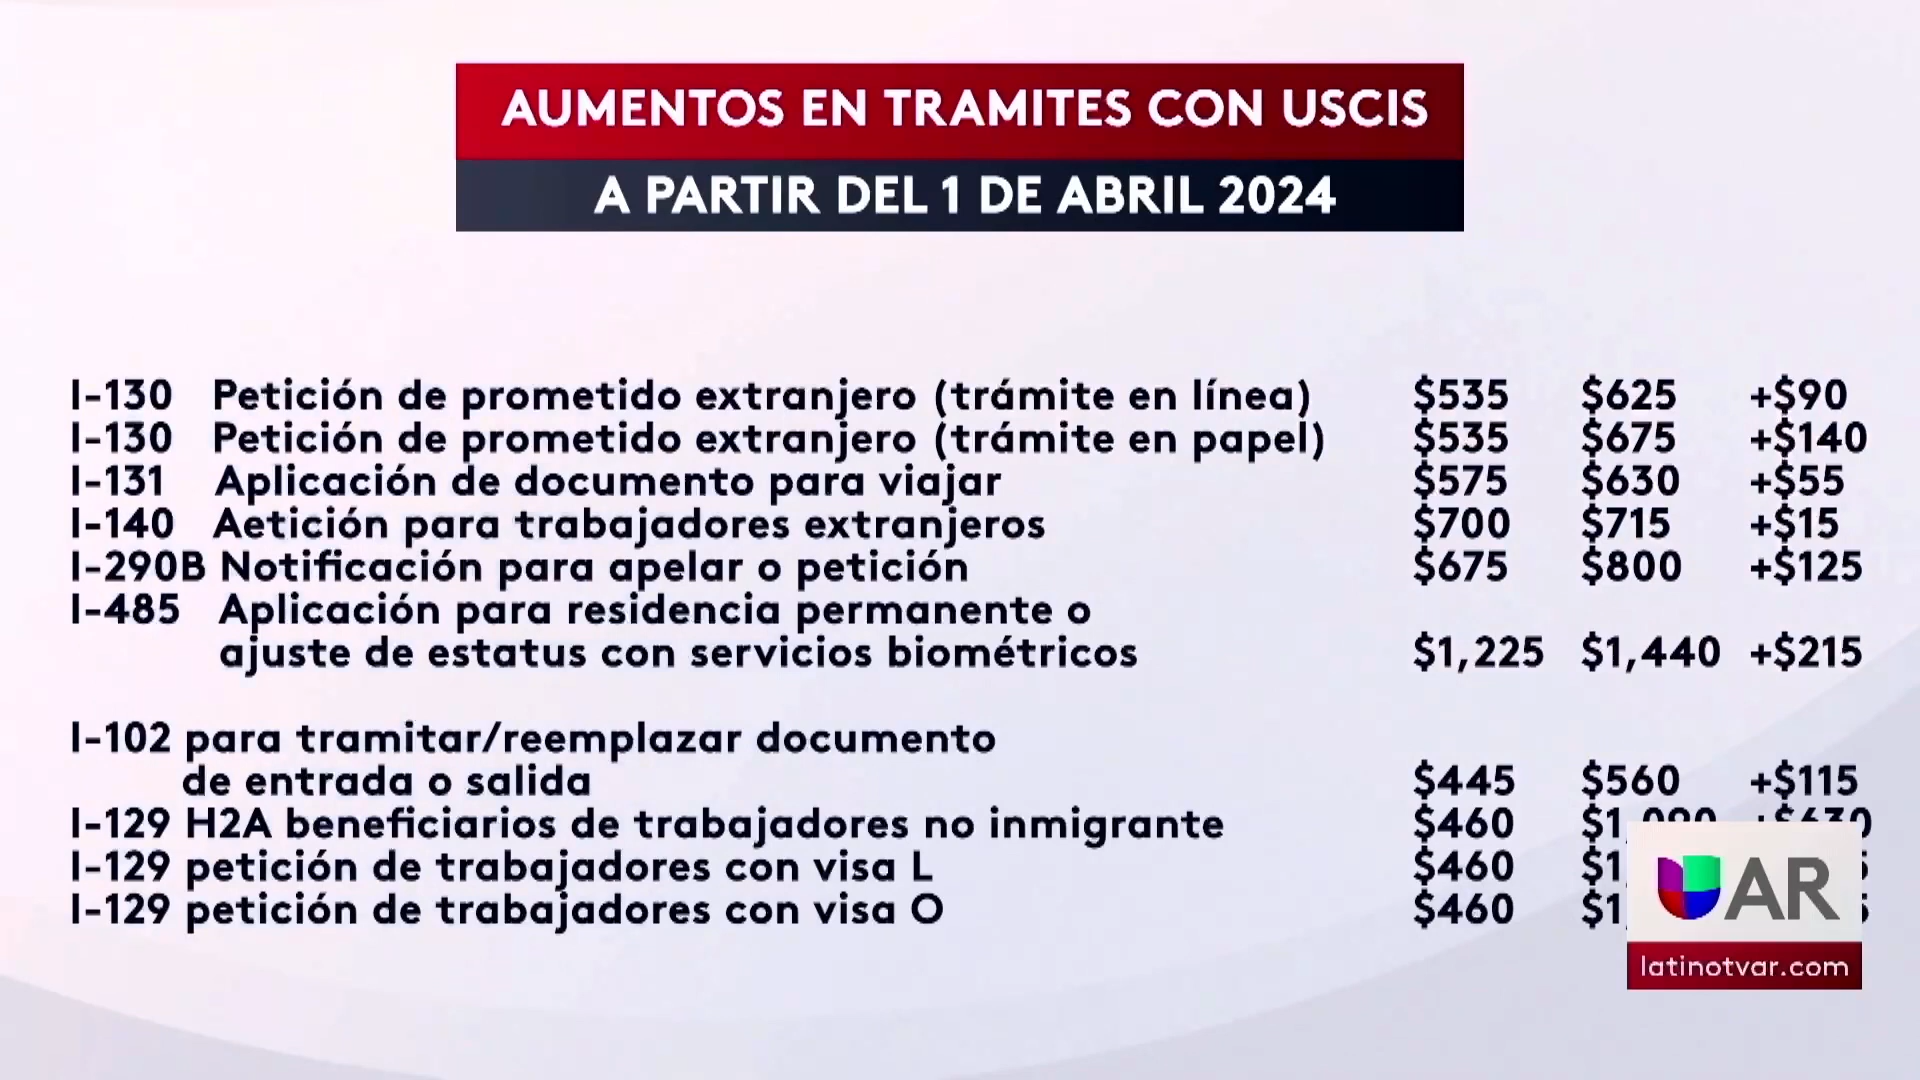 AUMENTOS EN TRAMITES CON USCIS
A PARTIR DEL 1 DE ABRIL 2024
I-130 Petición de prometido extranjero (trámite en línea) $535 $625 +$90
I-130 Petición de prometido extranjero (trámite en papel) $535 $675 +$140
I-131 Aplicación de documento para viajar $575 $630 +$55
I-140 Aetición para trabajadores extranjeros $700 $715 +$15
I-290B Notificación para apelar o petición $675 $800 +$125
I-485 Aplicación para residencia permanente o
ajuste de estatus con servicios biométricos $1,225 $1,440 +$215
I-102 para tramitar/reemplazar documento
de entrada o salida $445 $560 +$115
I-129 H2A beneficiarios de trabajadores no inmigrante $460 $1,090 +$630
I-129 petición de trabajadores con visa L $460
I-129 petición de trabajadores con visa O $460
AR
latinotvar.com